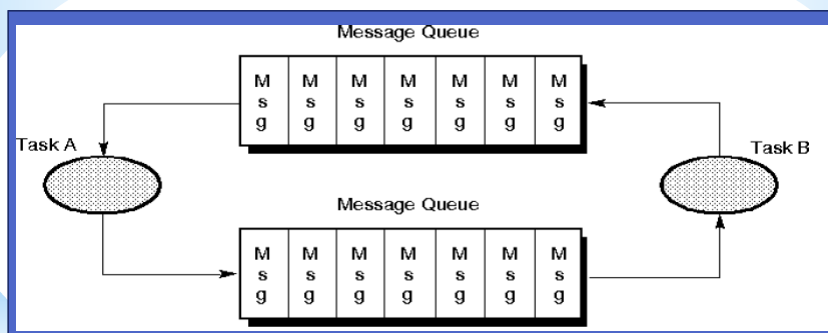 Message Queue
M M M M M M M
s s s s s s s
g g g g g g g
Task A
Task B
Message Queue
M M M M M M M
s s s s s s s
g g g g g g g